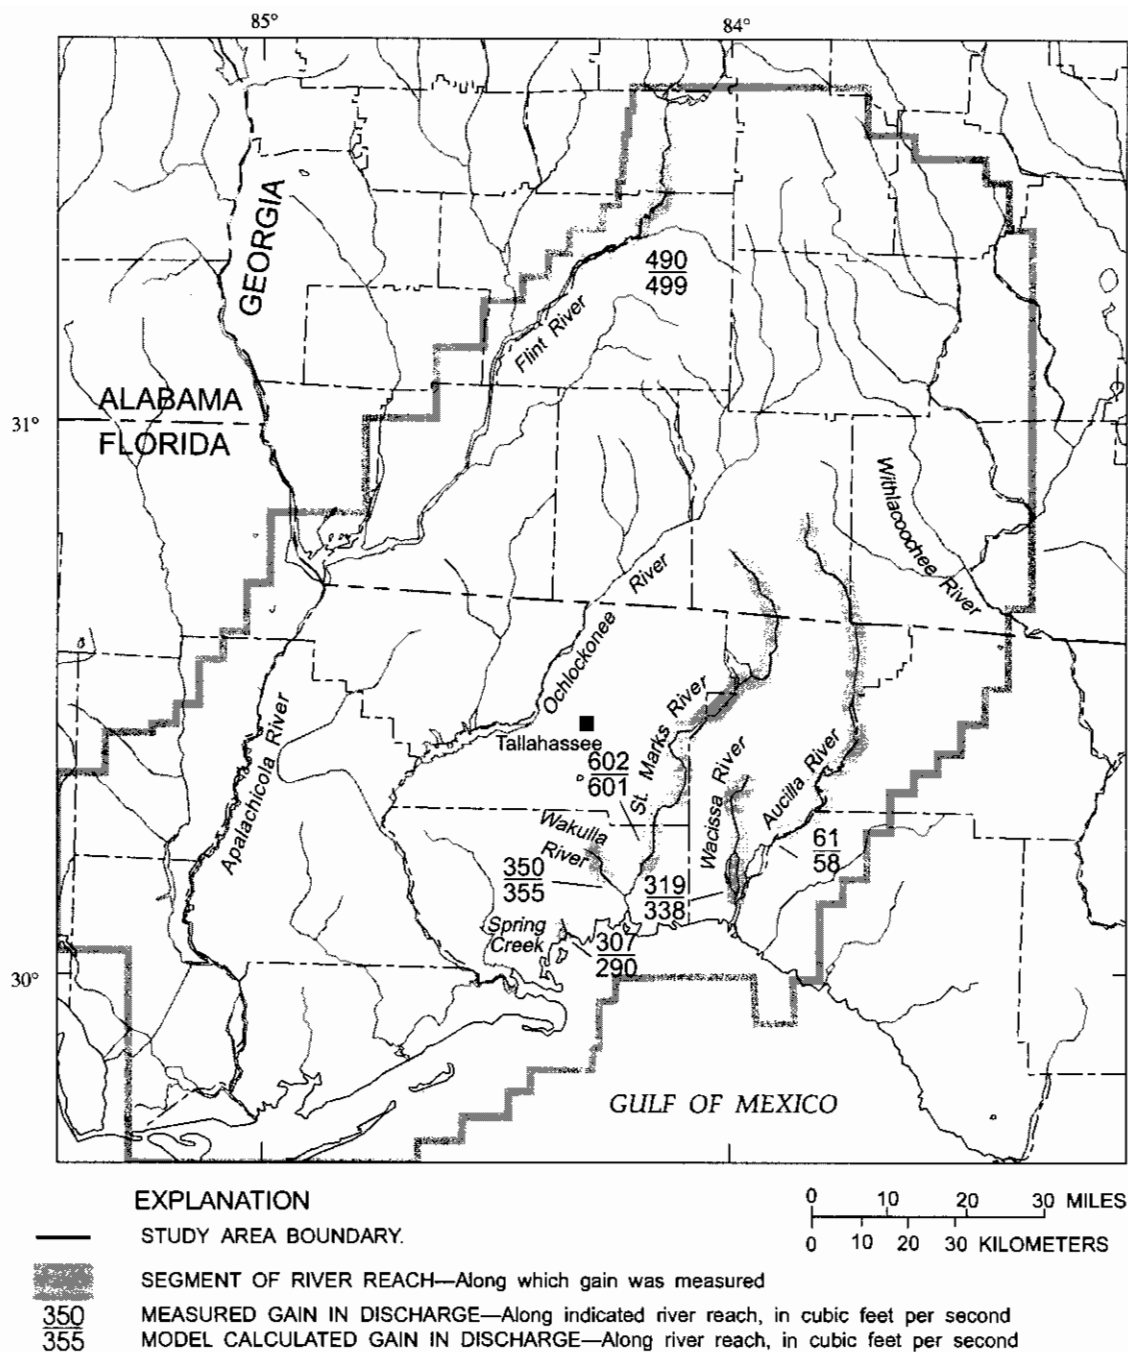 85°
84°
GEORGIA
490
499
Flint River
31°
ALABAMA
FLORIDA
Withlacoochee River
Ochlockonee River
Apalachicola River
Tallahassee
St. Marks River
602
601
Wacissa River
Aucilla River
Wakulla
River
61
58
350
355
319
338
Spring
Creek
307
290
30°
GULF OF MEXICO
EXPLANATION
STUDY AREA BOUNDARY.
SEGMENT OF RIVER REACH—Along which gain was measured
350 MEASURED GAIN IN DISCHARGE—Along indicated river reach, in cubic feet per second
355 MODEL CALCULATED GAIN IN DISCHARGE—Along river reach, in cubic feet per second
0 10 20 30 MILES
0 10 20 30 KILOMETERS